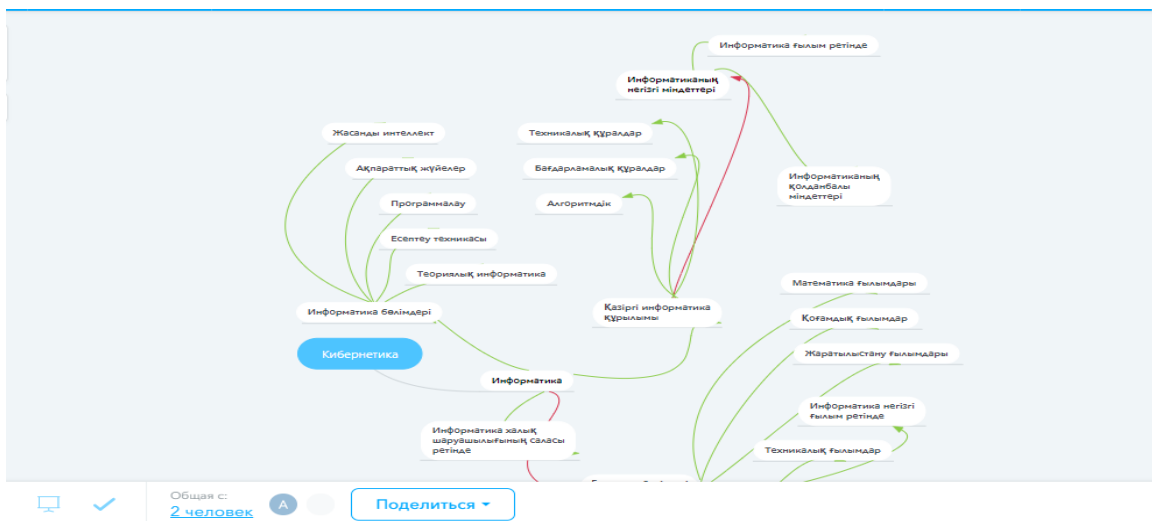 Информатика ғылым ретінде
Информатиканың
негізгі міндеттері
Жасанды интеллект
Техникалық құралдар
Ақпараттық жүйелер
Бағдарламалық құралдар
Информатиканың
қолданбалы
міндеттері
Программалау
Алгоритмдік
Есептеу техникасы
Теориялық информатика
Математика ғылымдары
Информатика бөлімдері
Қазіргі информатика
құрылымы
Қоғамдық ғылымдар
Кибернетика
Жаратылыстану ғылымдары
Информатика
Информатика негізгі
ғылым ретінде
Информатика халық
шаруашылығының саласы
ретінде
Техникалық ғылымдар
Общая с:
2 человек
А
Поделиться